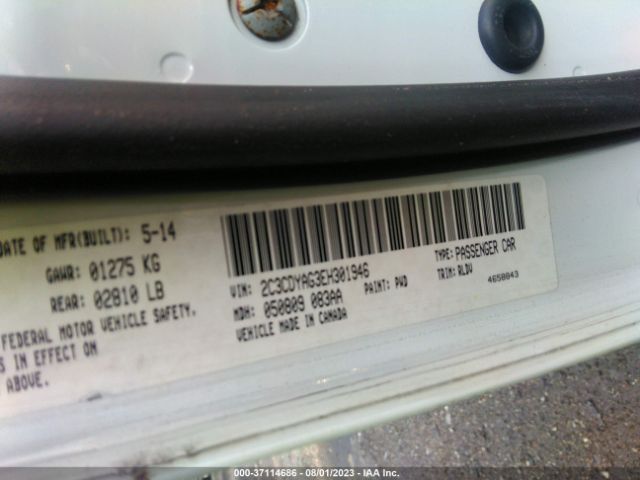 DATE OF MFR(BUILT): 5-14
GAWR: 01275 KG
REAR: 02810 LB
FEDERAL MOTOR VEHICLE SAFETY.
IN EFFECT ON
ABOVE.
VIN: 2C3CDYAG3EH301946
TYPE: PASSENGER CAR
MDH: 050809 083AA
PAINT: PWD
TRIM: RLDV
4658843
VEHICLE MADE IN CANADA
000-37114686 - 08/01/2023 - IAA Inc.